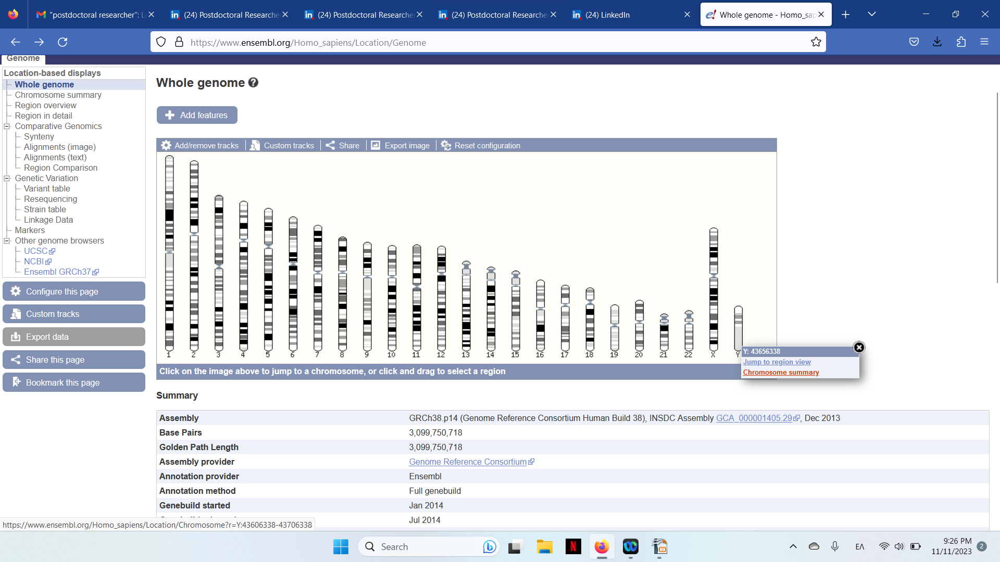 "postdoctoral researcher": L
(24) Postdoctoral Researche
(24) Postdoctoral Researche
(24) Postdoctoral Researche
(24) LinkedIn
Whole genome - Homo_sap
https://www.ensembl.org/Homo_sapiens/Location/Genome
Genome
Location-based displays
Whole genome
Chromosome summary
Region overview
Region in detail
Comparative Genomics
Synteny
Alignments (image)
Alignments (text)
Region Comparison
Genetic Variation
Variant table
Resequencing
Strain table
Linkage Data
Markers
Other genome browsers
UCSC
NCBI
Ensembl GRCh37
Configure this page
Custom tracks
Export data
Share this page
Bookmark this page
Whole genome ?
Add features
Add/remove tracks Custom tracks Share Export image Reset configuration
1 2 3 4 5 6 7 8 9 10 11 12 13 14 15 16 17 18 19 20 21 22 X Y
Y: 43656338
Jump to region view
Chromosome summary
Click on the image above to jump to a chromosome, or click and drag to select a region
Summary
Assembly GRCh38.p14 (Genome Reference Consortium Human Build 38), INSDC Assembly GCA_000001405.29, Dec 2013
Base Pairs 3,099,750,718
Golden Path Length 3,099,750,718
Assembly provider Genome Reference Consortium
Annotation provider Ensembl
Annotation method Full genebuild
Genebuild started Jan 2014
Jul 2014
https://www.ensembl.org/Homo_sapiens/Location/Chromosome?r=Y:43606338-43706338
Search
ΕΛ
9:26 PM
11/11/2023
2